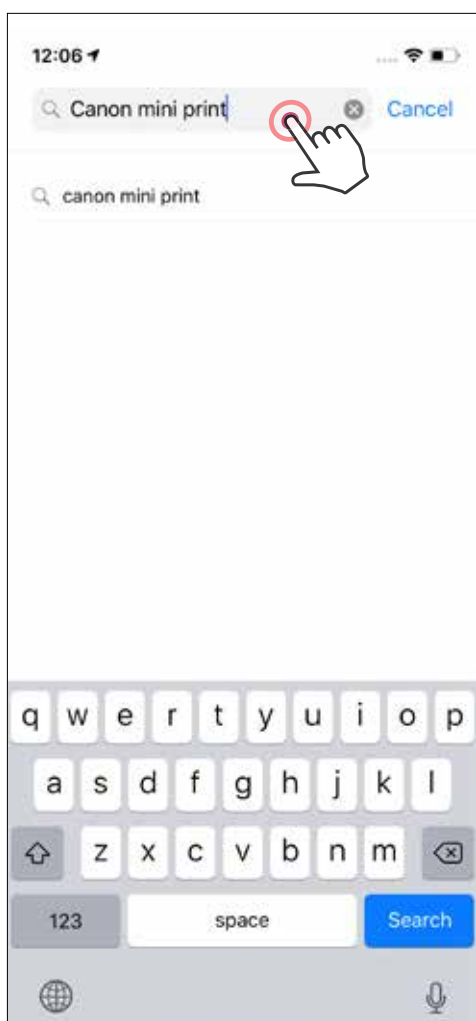 12:06
Canon mini print Cancel
canon mini print
q w e r t y u i o p
a s d f g h j k l
z x c v b n m
123 space Search